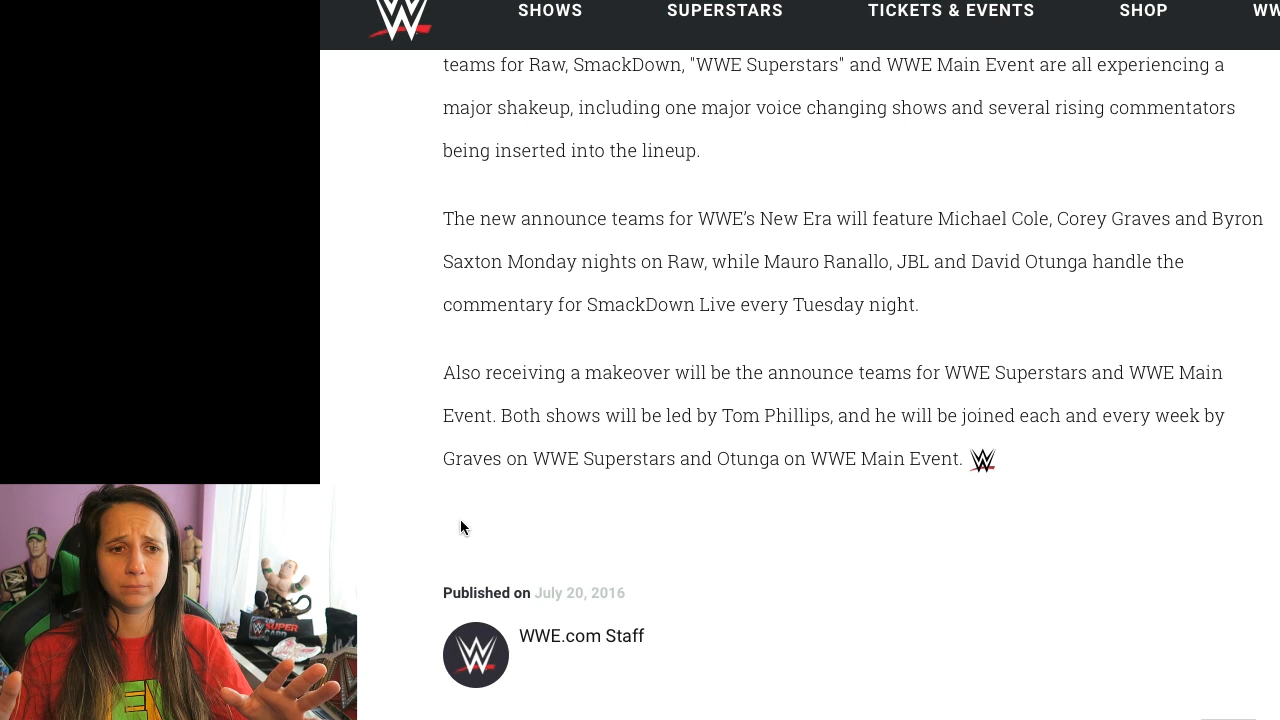 SHOWS SUPERSTARS TICKETS & EVENTS SHOP WW
teams for Raw, SmackDown, "WWE Superstars" and WWE Main Event are all experiencing a
major shakeup, including one major voice changing shows and several rising commentators
being inserted into the lineup.
The new announce teams for WWE’s New Era will feature Michael Cole, Corey Graves and Byron
Saxton Monday nights on Raw, while Mauro Ranallo, JBL and David Otunga handle the
commentary for SmackDown Live every Tuesday night.
Also receiving a makeover will be the announce teams for WWE Superstars and WWE Main
Event. Both shows will be led by Tom Phillips, and he will be joined each and every week by
Graves on WWE Superstars and Otunga on WWE Main Event.
Published on July 20, 2016
WWE.com Staff
SUPER
CARD